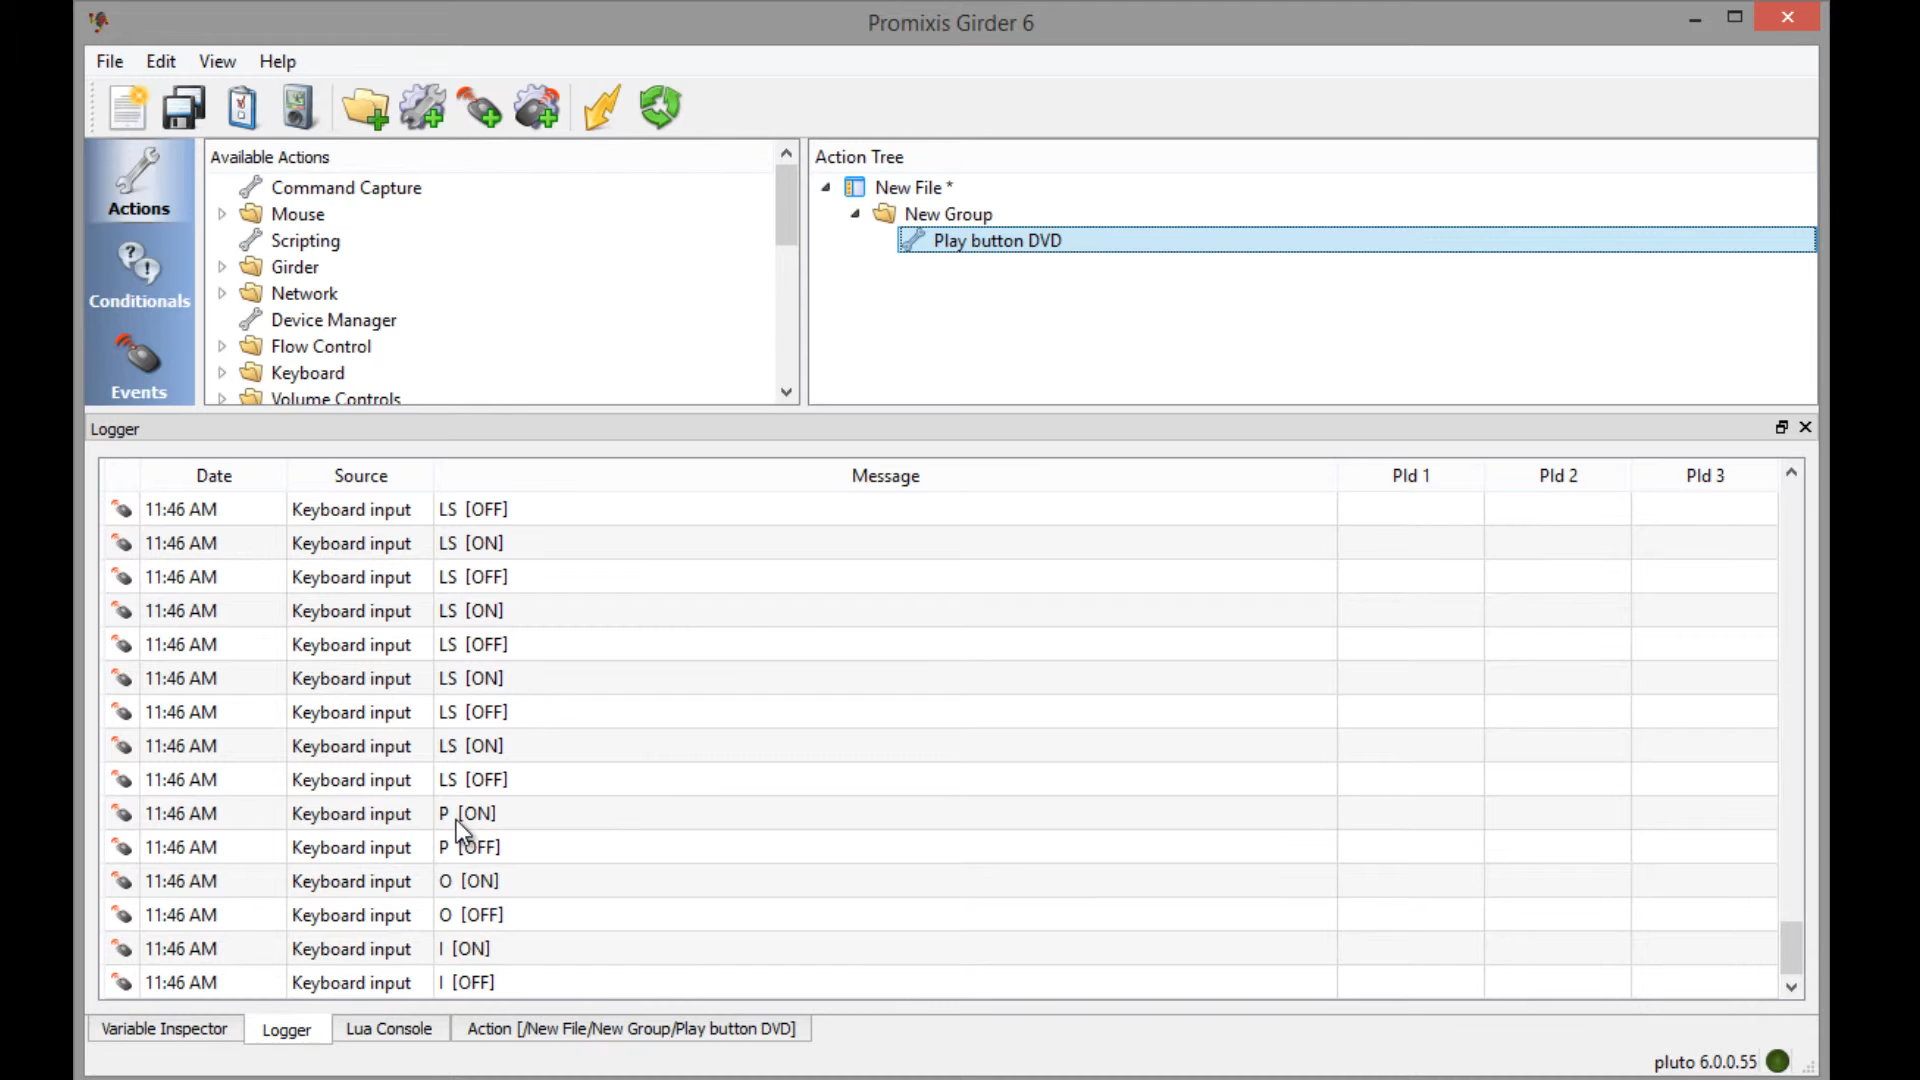 Promixis Girder 6
File Edit View Help
Actions
Conditionals
Events
Available Actions
Command Capture
Mouse
Scripting
Girder
Network
Device Manager
Flow Control
Keyboard
Volume Controls
Action Tree
New File *
New Group
Play button DVD
Logger
Date Source Message Pld 1 Pld 2 Pld 3
11:46 AM Keyboard input LS [OFF]
11:46 AM Keyboard input LS [ON]
11:46 AM Keyboard input LS [OFF]
11:46 AM Keyboard input LS [ON]
11:46 AM Keyboard input LS [OFF]
11:46 AM Keyboard input LS [ON]
11:46 AM Keyboard input LS [OFF]
11:46 AM Keyboard input LS [ON]
11:46 AM Keyboard input LS [OFF]
11:46 AM Keyboard input P [ON]
11:46 AM Keyboard input P [OFF]
11:46 AM Keyboard input O [ON]
11:46 AM Keyboard input O [OFF]
11:46 AM Keyboard input I [ON]
11:46 AM Keyboard input I [OFF]
Variable Inspector Logger Lua Console Action [/New File/New Group/Play button DVD]
pluto 6.0.0.55